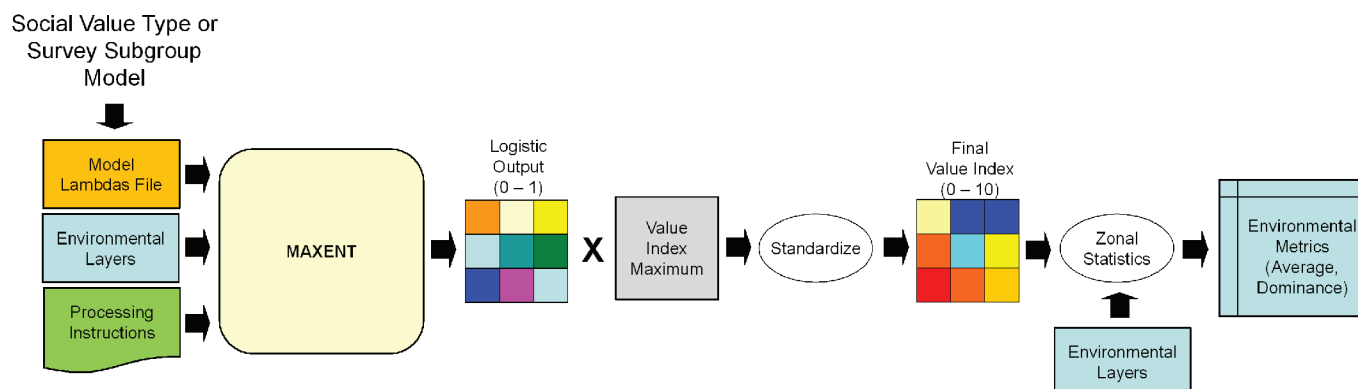 Social Value Type or
Survey Subgroup
Model
Model
Lambdas File
Environmental
Layers
Processing
Instructions
MAXENT
Logistic
Output
(0 – 1)
X
Value
Index
Maximum
Standardize
Final
Value Index
(0 – 10)
Zonal
Statistics
Environmental
Layers
Environmental
Metrics
(Average,
Dominance)